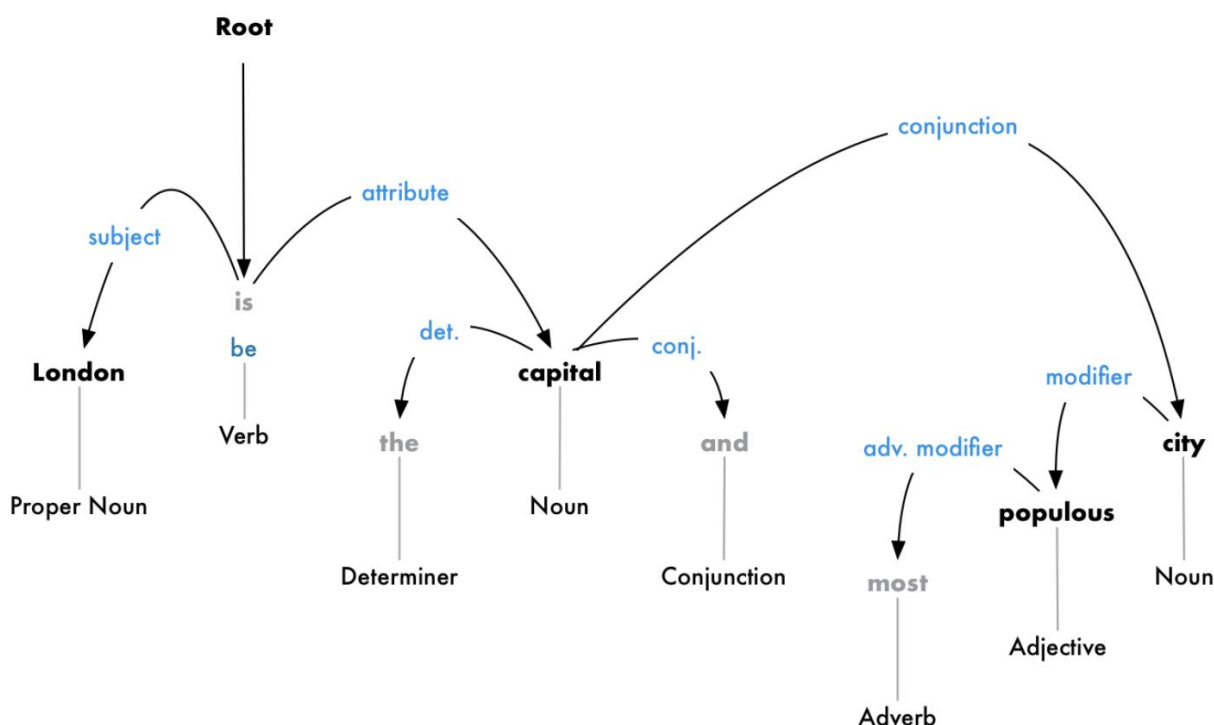 Root
conjunction
attribute
subject
is
det.
conj.
be
London
capital
modifier
Verb
the
and
adv. modifier
city
Proper Noun
Noun
populous
Determiner
Conjunction
most
Noun
Adjective
Adverb